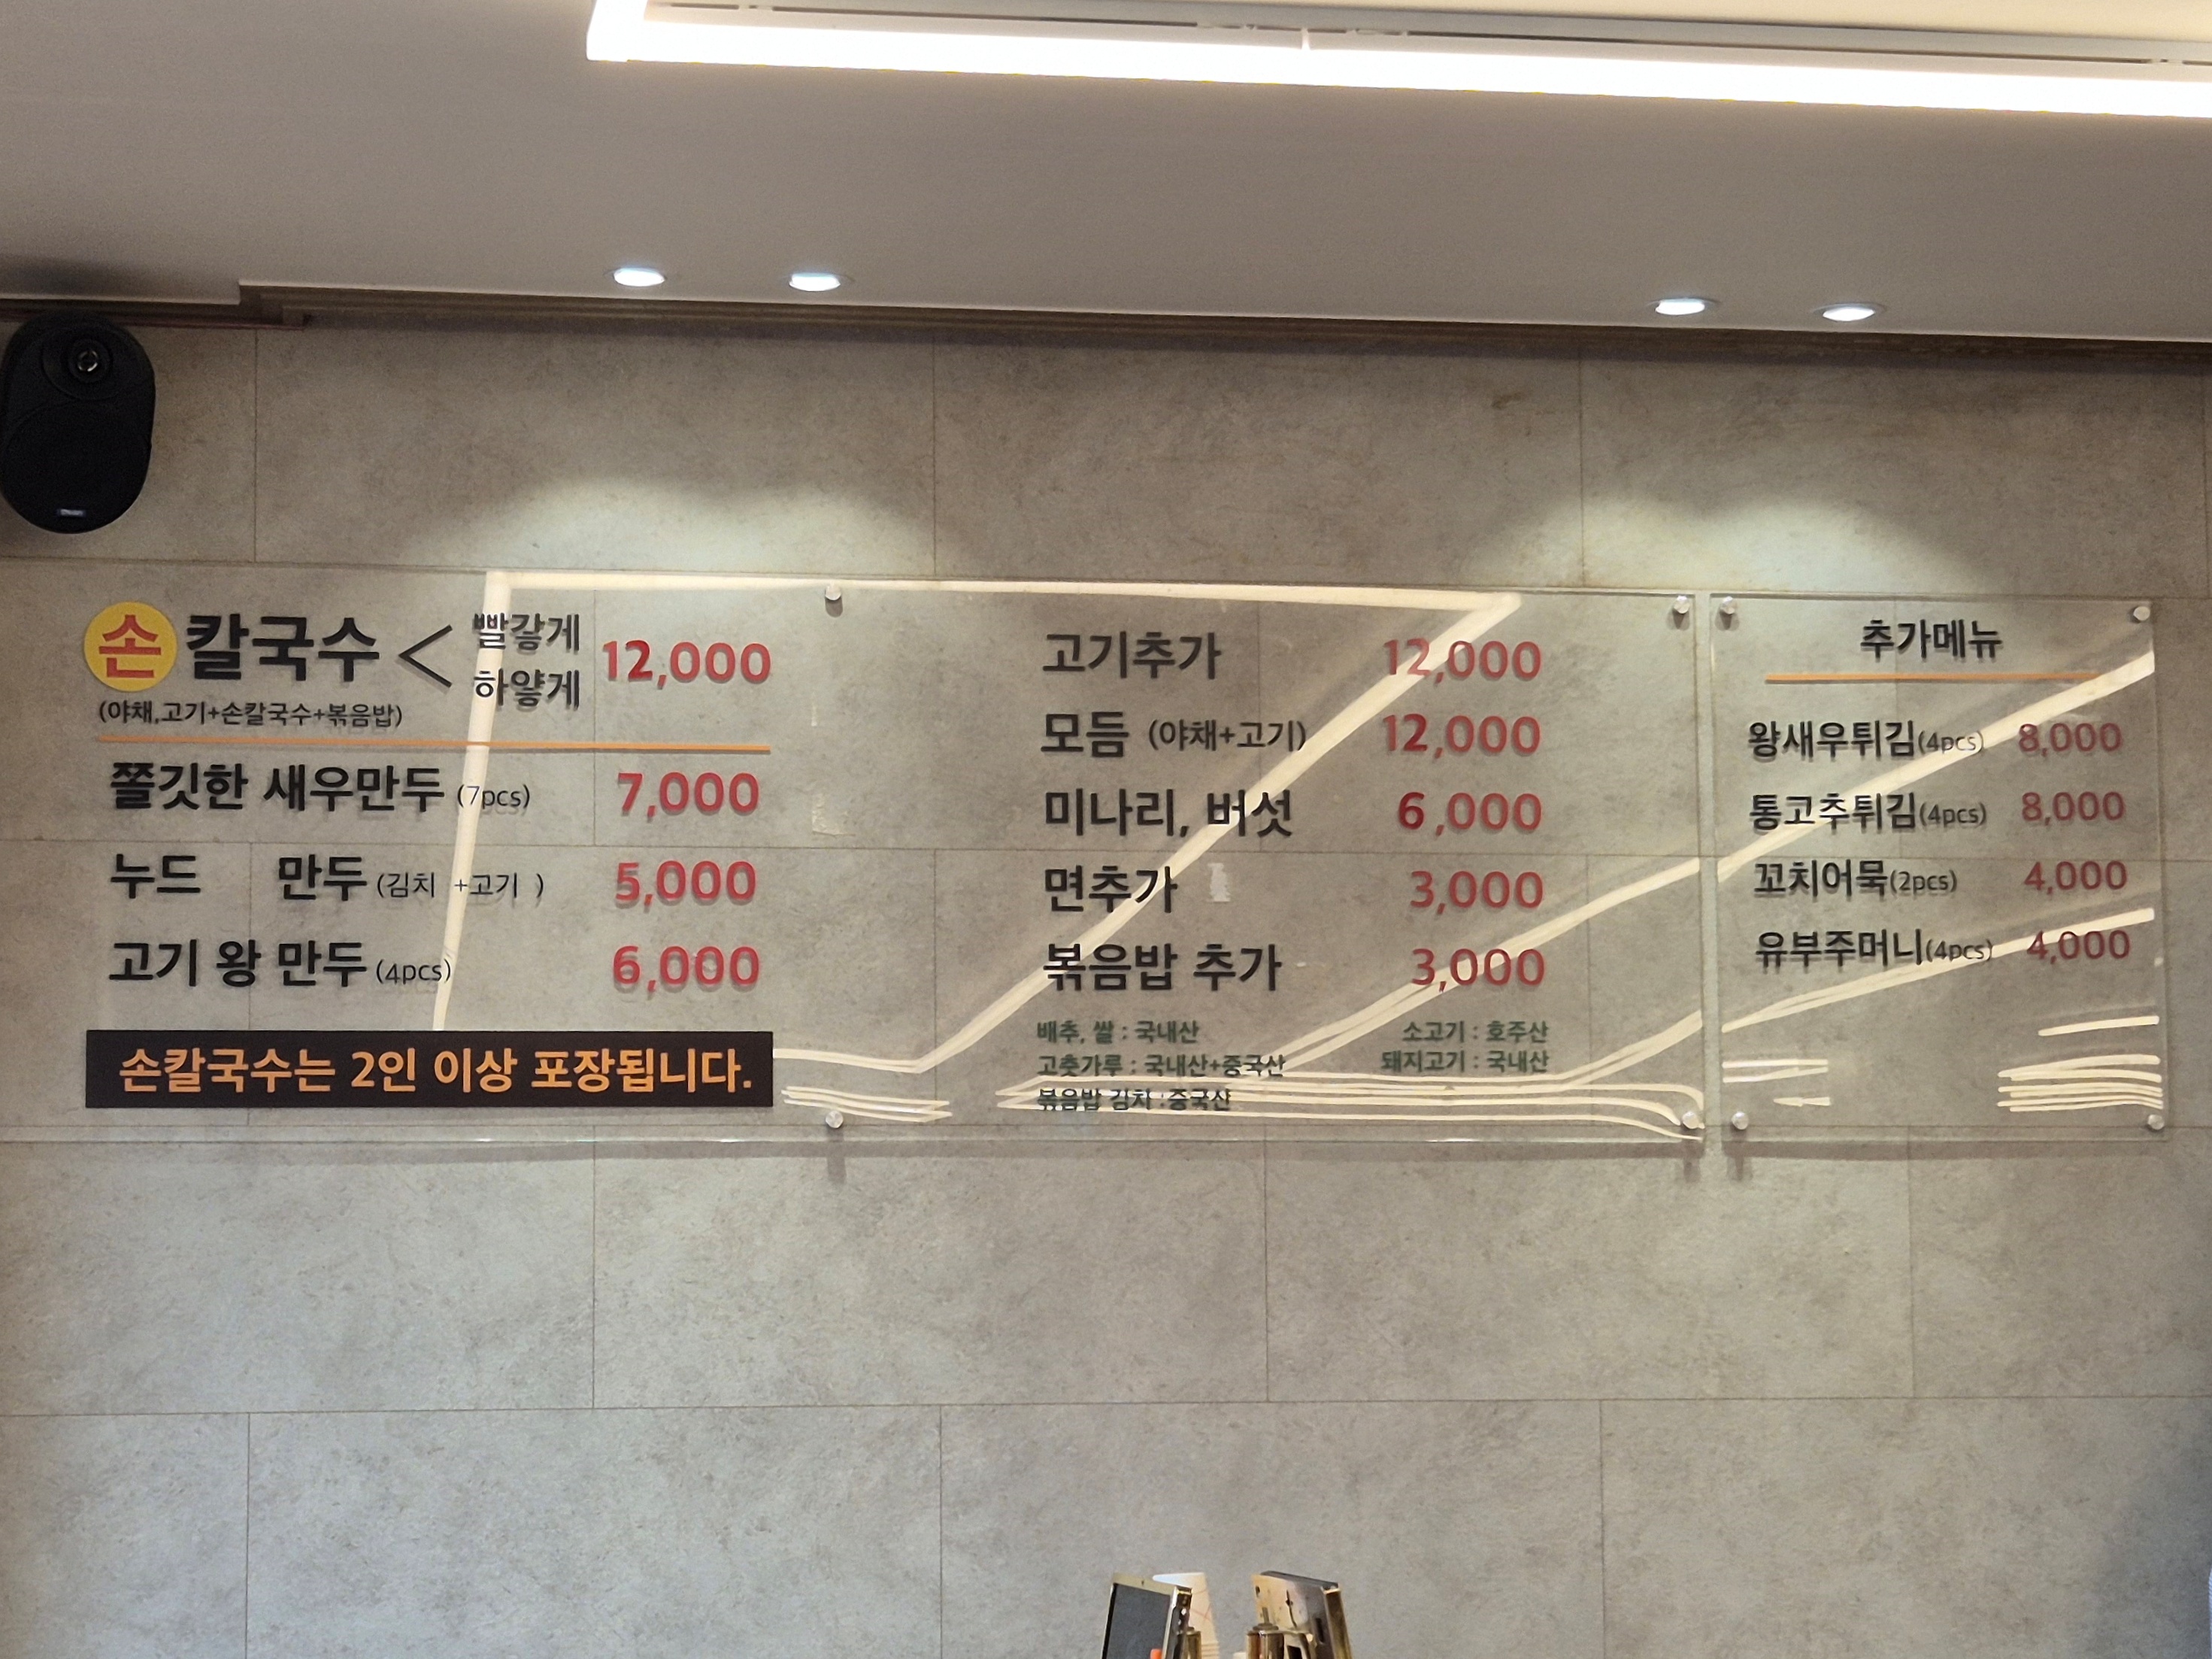 손칼국수 < 빨갛게 하얗게 12,000
(야채,고기+손칼국수+볶음밥)
쫄깃한 새우만두 (7pcs) 7,000
누드 만두 (김치 +고기 ) 5,000
고기 왕 만두 (4pcs) 6,000
손칼국수는 2인 이상 포장됩니다.
고기추가 12,000
모듬 (야채+고기) 12,000
미나리, 버섯 6,000
면추가 3,000
볶음밥 추가 3,000
배추, 쌀 : 국내산 소고기 : 호주산
고춧가루 : 국내산+중국산 돼지고기 : 국내산
볶음밥 김치 : 중국산
추가메뉴
왕새우튀김(4pcs) 8,000
통고추튀김(4pcs) 8,000
꼬치어묵(2pcs) 4,000
유부주머니(4pcs) 4,000